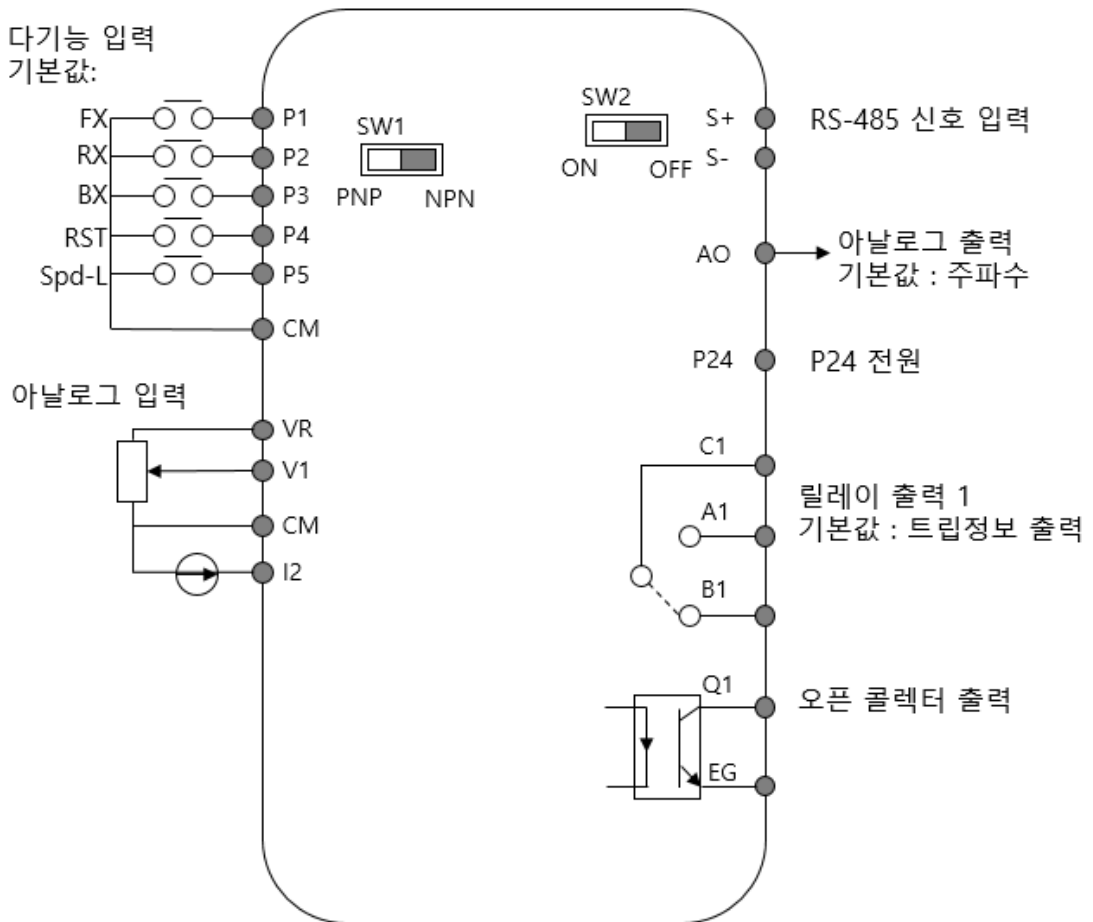 다기능 입력
기본값:
FX
P1
RX
P2
BX
P3
RST
P4
Spd-L
P5
CM
SW1
PNP
NPN
SW2
ON
OFF
S+
S-
RS-485 신호 입력
AO
아날로그 출력
기본값 : 주파수
P24
P24 전원
아날로그 입력
VR
V1
CM
I2
C1
A1
B1
릴레이 출력 1
기본값 : 트립정보 출력
Q1
EG
오픈 콜렉터 출력